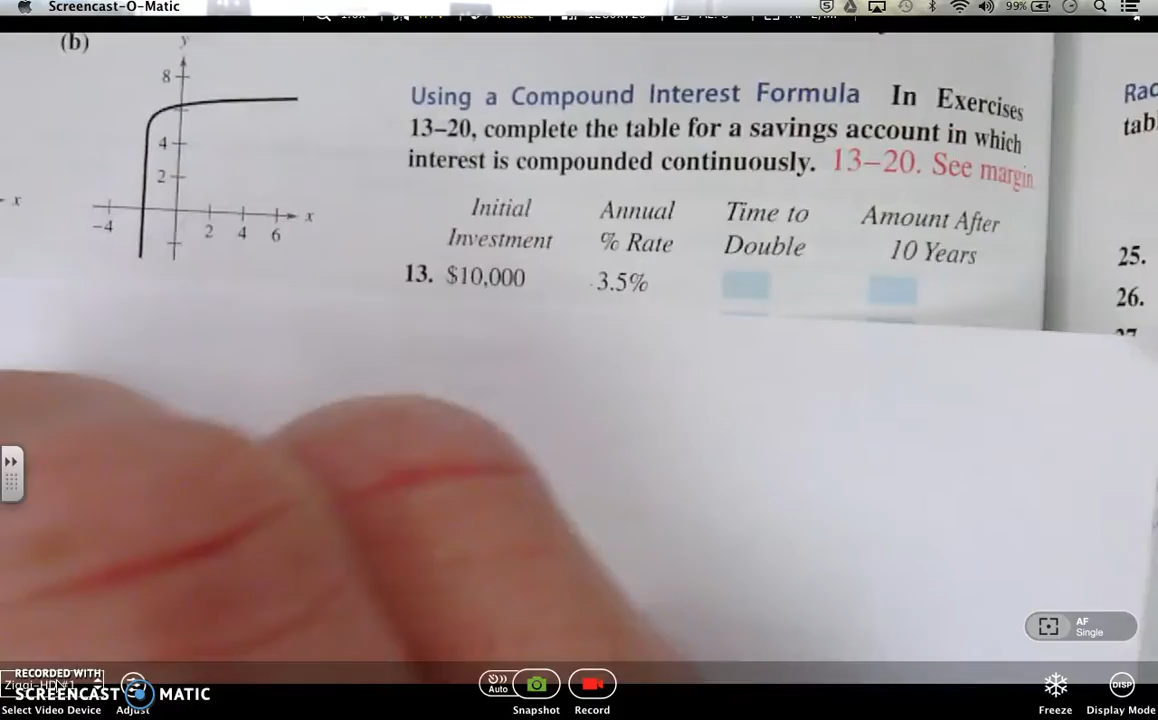 Screencast-O-Matic
99%
(b)
y
8
4
2
-4
2 4 6
x
x
Using a Compound Interest Formula In Exercises
13–20, complete the table for a savings account in which
interest is compounded continuously. 13–20. See margin
Initial Annual Time to Amount After
Investment % Rate Double 10 Years
13. $10,000 3.5%
25.
26.
AF
Single
RECORDED WITH
SCREENCAST MATIC
Select Video Device
Adjust
Auto
Snapshot
Record
Freeze
DISP
Display Mode